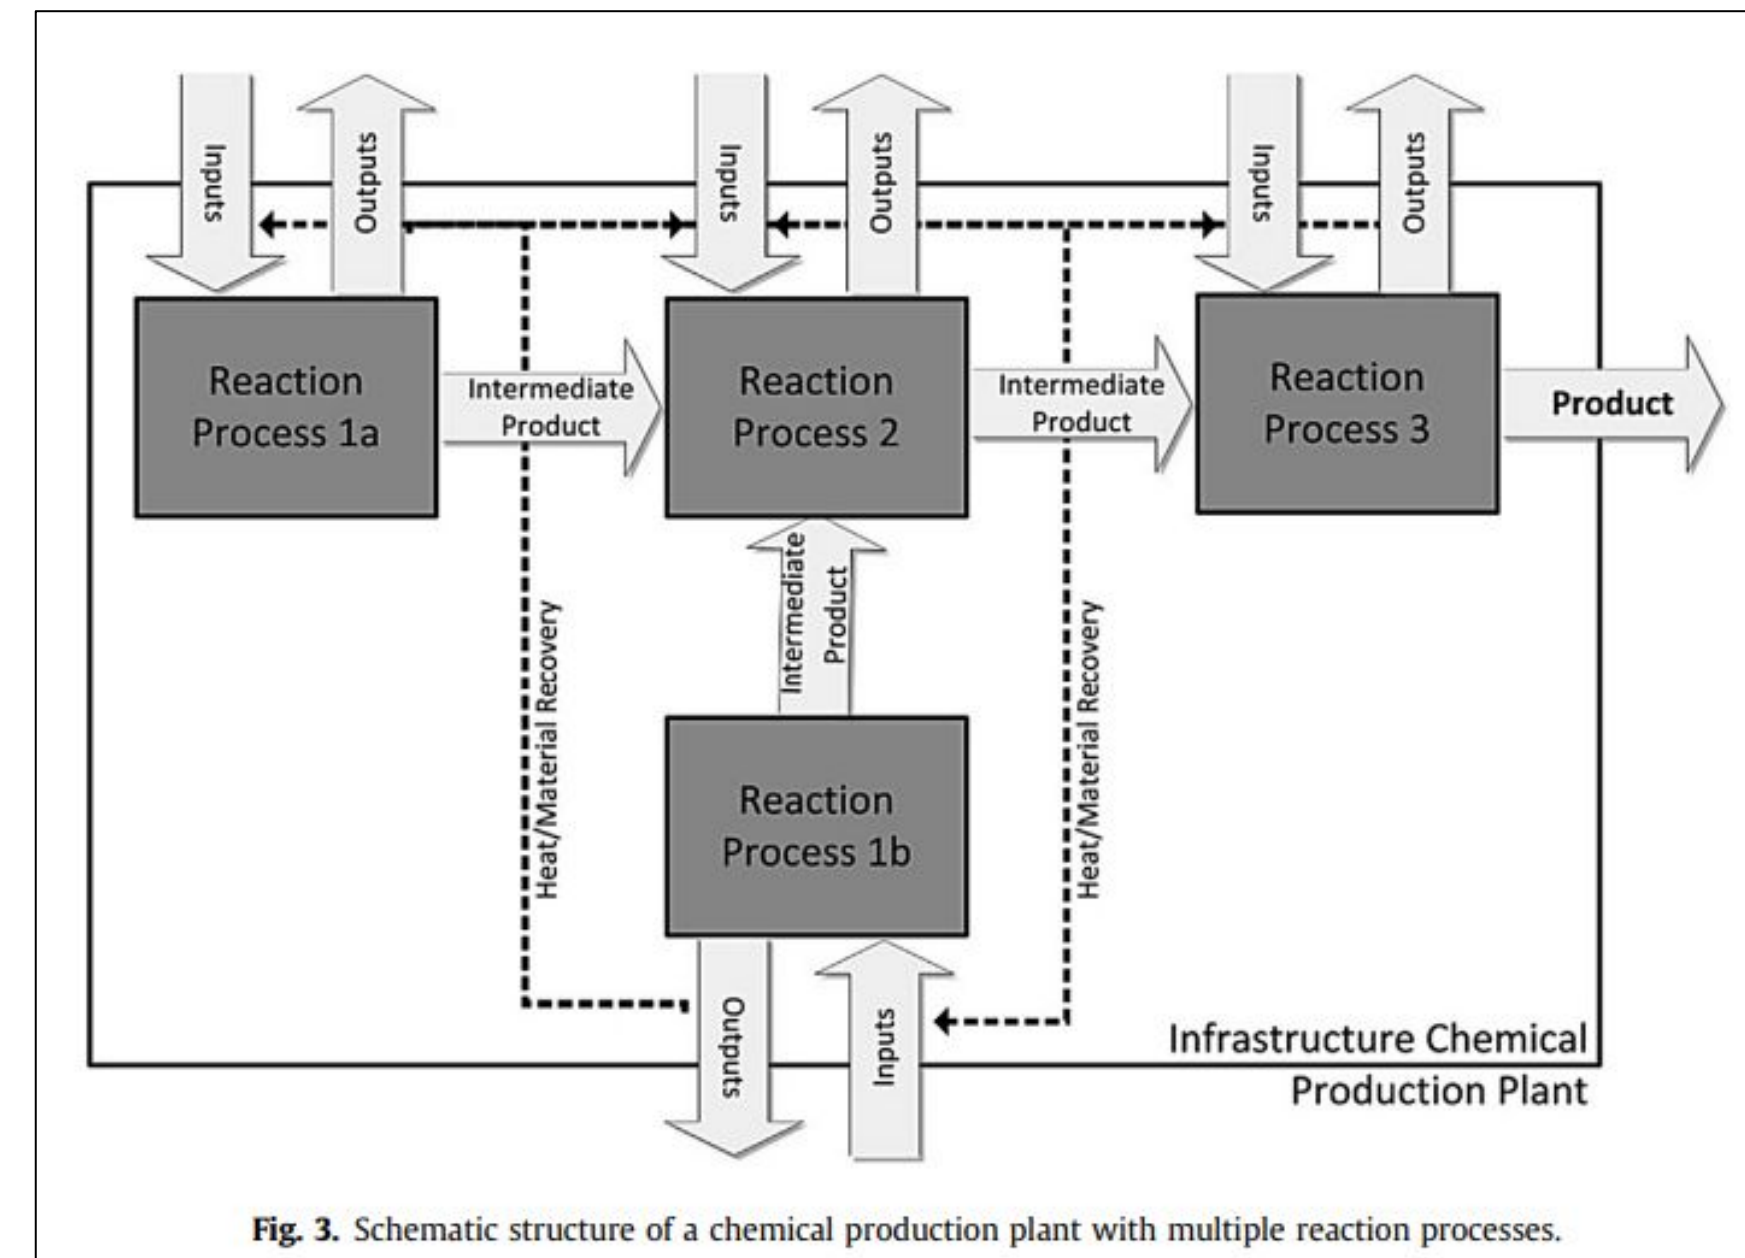 Inputs
Outputs
Inputs
Outputs
Inputs
Outputs
Reaction
Process 1a
Intermediate
Product
Reaction
Process 2
Intermediate
Product
Reaction
Process 3
Product
Intermediate
Product
Heat/Material Recovery
Heat/Material Recovery
Reaction
Process 1b
Outputs
Inputs
Infrastructure Chemical
Production Plant
Fig. 3. Schematic structure of a chemical production plant with multiple reaction processes.